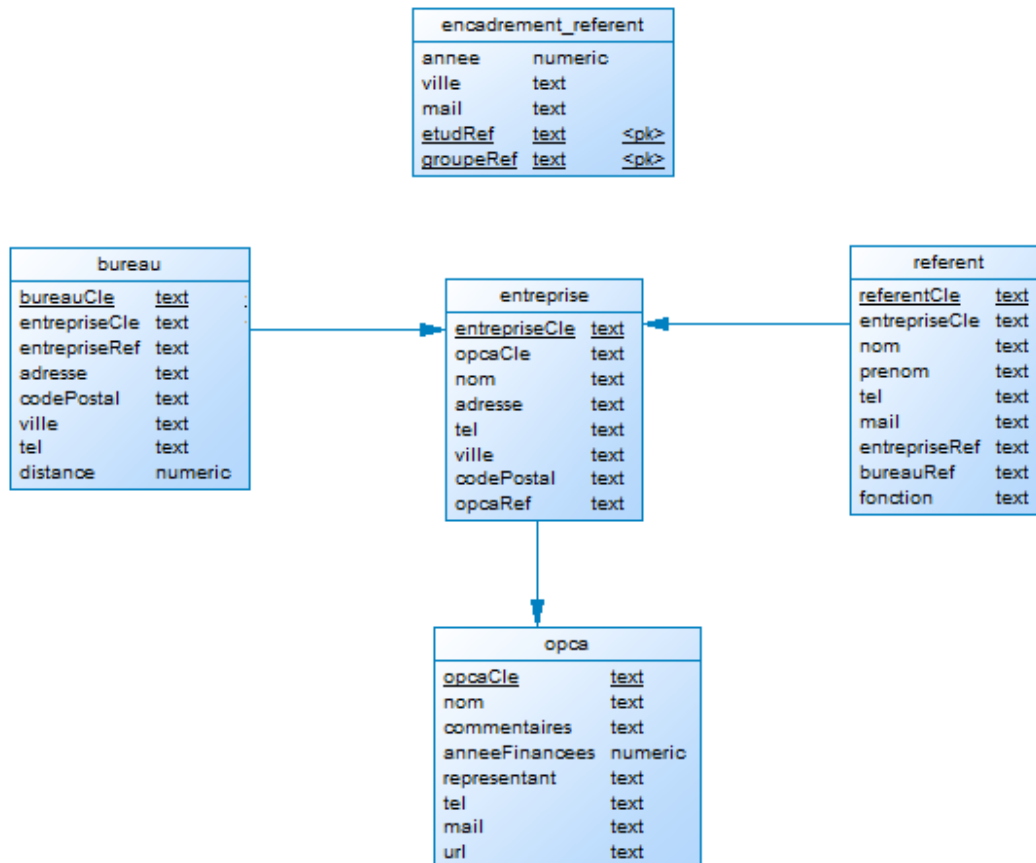 encadrement_referent
annee numeric
ville text
mail text
etudRef text <pk>
groupeRef text <pk>
bureau
bureauCle text
entrepriseCle text
entrepriseRef text
adresse text
codePostal text
ville text
tel text
distance numeric
entreprise
entrepriseCle text
opcaCle text
nom text
adresse text
tel text
ville text
codePostal text
opcaRef text
referent
referentCle text
entrepriseCle text
nom text
prenom text
tel text
mail text
entrepriseRef text
bureauRef text
fonction text
opca
opcaCle text
nom text
commentaires text
anneeFinancees numeric
representant text
tel text
mail text
url text